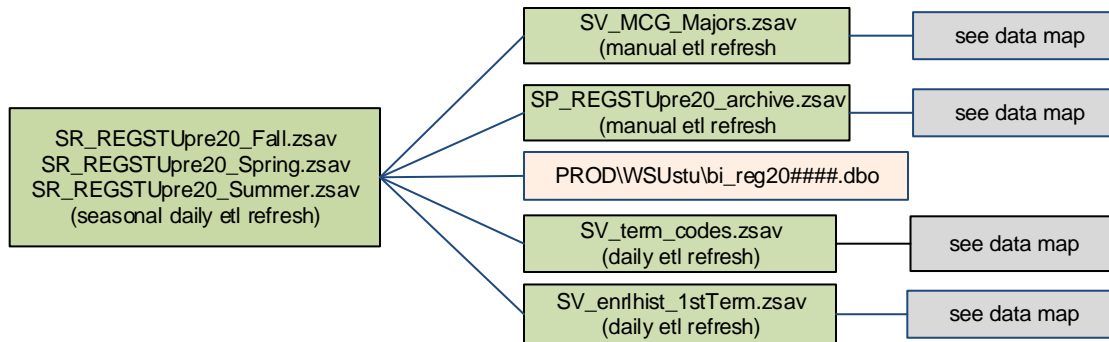 SR_REGSTUpre20_Fall.zsav
SR_REGSTUpre20_Spring.zsav
SR_REGSTUpre20_Summer.zsav
(seasonal daily etl refresh)
SV_MCG_Majors.zsav
(manual etl refresh
see data map
SP_REGSTUpre20_archive.zsav
(manual etl refresh
see data map
PROD\WSUstu\bi_reg20####.dbo
SV_term_codes.zsav
(daily etl refresh)
see data map
SV_enrlhist_1stTerm.zsav
(daily etl refresh)
see data map